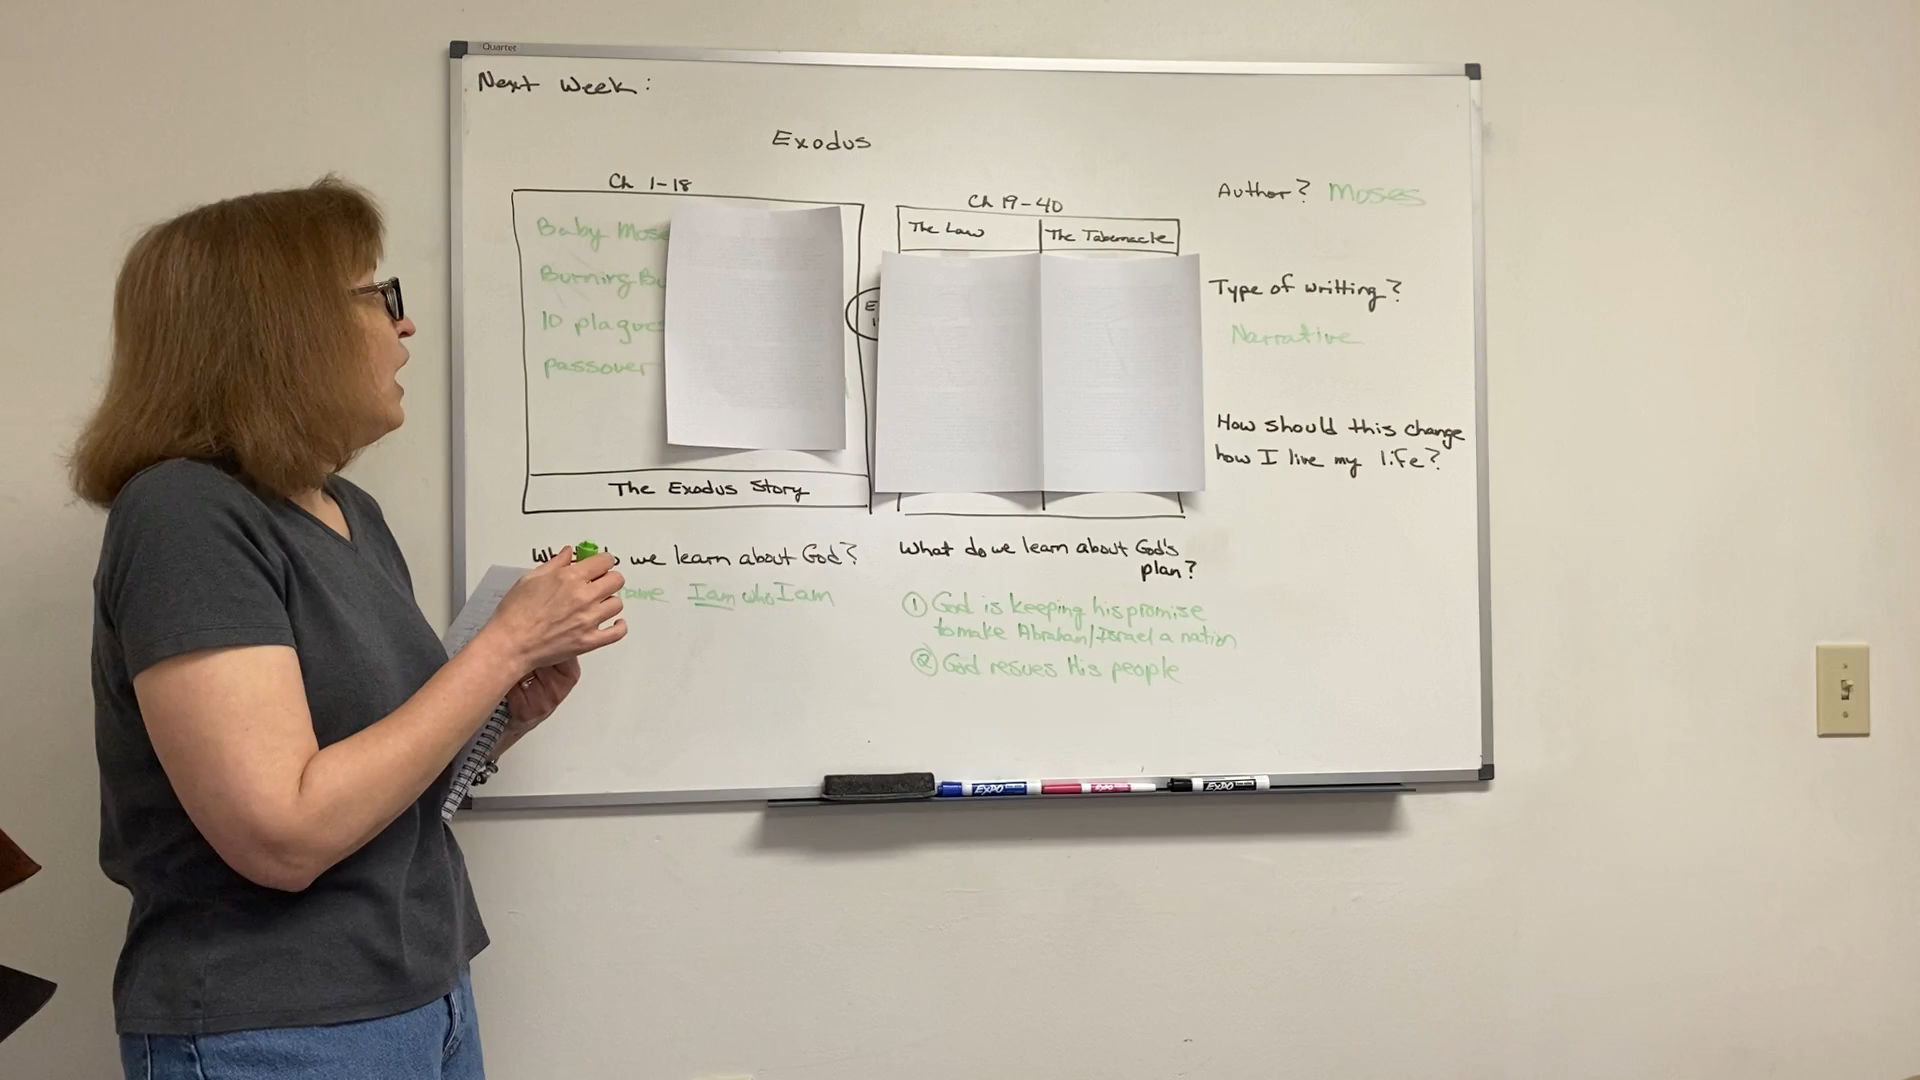 Quartet
Next Week:
Exodus
Ch 1-18
Baby Mos
Burning Bu
10 plagues
passover
The Exodus Story
Ch 19-40
The Law
The Tabernacle
Author? Moses
Type of writting?
Narrative
How should this change
how I live my life?
we learn about God?
I am who I am
What do we learn about God's
plan?
① God is keeping his promise
to make Abraham/Israel a nation
② God resues His people
EXPO
EXPO
EXPO